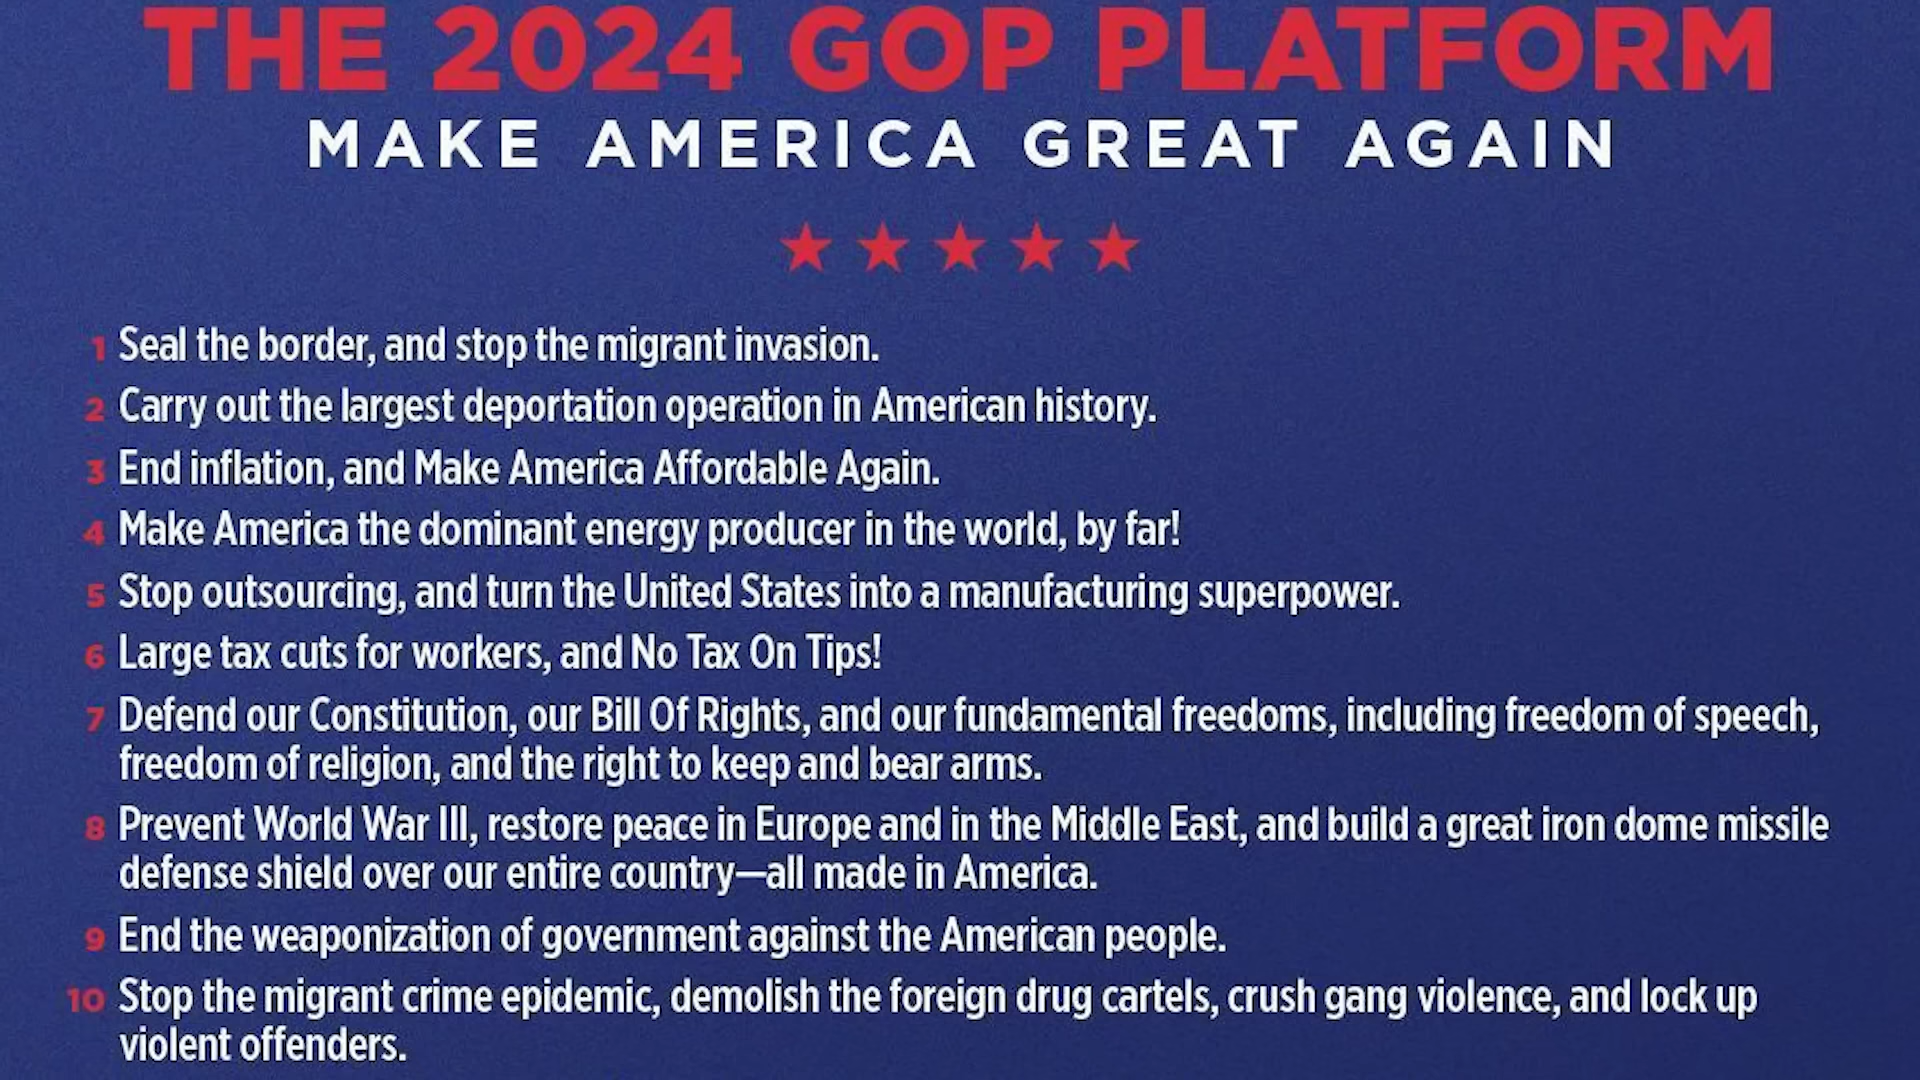 THE 2024 GOP PLATFORM
MAKE AMERICA GREAT AGAIN
1 Seal the border, and stop the migrant invasion.
2 Carry out the largest deportation operation in American history.
3 End inflation, and Make America Affordable Again.
4 Make America the dominant energy producer in the world, by far!
5 Stop outsourcing, and turn the United States into a manufacturing superpower.
6 Large tax cuts for workers, and No Tax On Tips!
7 Defend our Constitution, our Bill Of Rights, and our fundamental freedoms, including freedom of speech,
freedom of religion, and the right to keep and bear arms.
8 Prevent World War III, restore peace in Europe and in the Middle East, and build a great iron dome missile
defense shield over our entire country—all made in America.
9 End the weaponization of government against the American people.
10 Stop the migrant crime epidemic, demolish the foreign drug cartels, crush gang violence, and lock up
violent offenders.